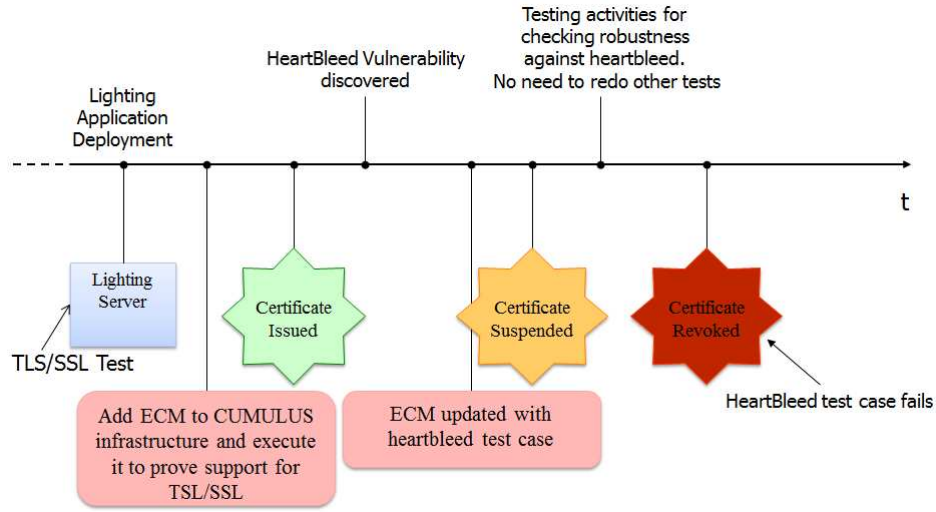 Testing activities for
checking robustness
against heartbleed.
No need to redo other tests
HeartBleed Vulnerability
discovered
Lighting
Application
Deployment
t
Lighting
Server
TLS/SSL Test
Certificate
Issued
Certificate
Suspended
Certificate
Revoked
HeartBleed test case fails
Add ECM to CUMULUS
infrastructure and execute
it to prove support for
TSL/SSL
ECM updated with
heartbleed test case